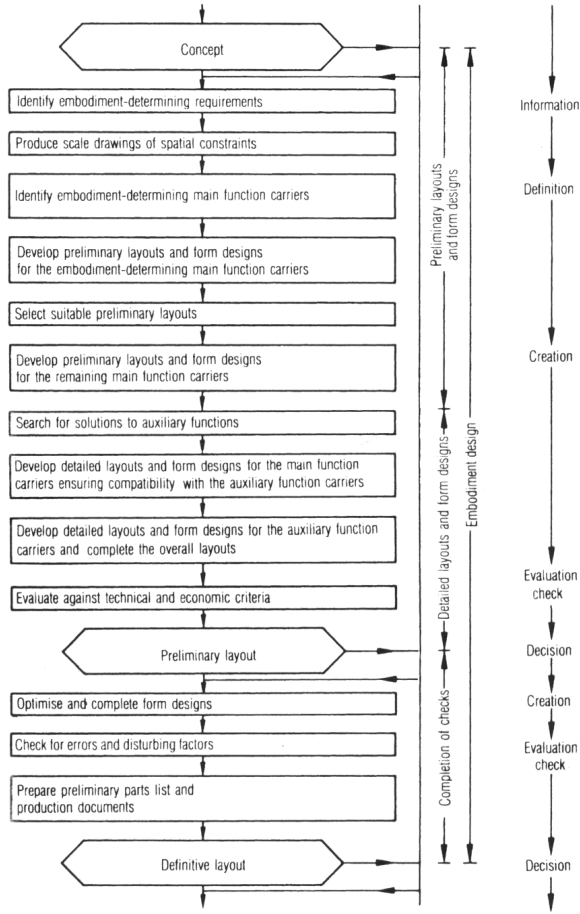 Concept
Identify embodiment-determining requirements
Produce scale drawings of spatial constraints
Identify embodiment-determining main function carriers
Develop preliminary layouts and form designs
for the embodiment-determining main function carriers
Select suitable preliminary layouts
Develop preliminary layouts and form designs
for the remaining main function carriers
Search for solutions to auxiliary functions
Develop detailed layouts and form designs for the main function
carriers ensuring compatibility with the auxiliary function carriers
Develop detailed layouts and form designs for the auxiliary function
carriers and complete the overall layouts
Evaluate against technical and economic criteria
Preliminary layout
Optimise and complete form designs
Check for errors and disturbing factors
Prepare preliminary parts list and
production documents
Definitive layout
Preliminary layouts
and form designs
Detailed layouts and form designs
Completion of checks
Embodiment design
Information
Definition
Creation
Evaluation
check
Decision
Creation
Evaluation
check
Decision